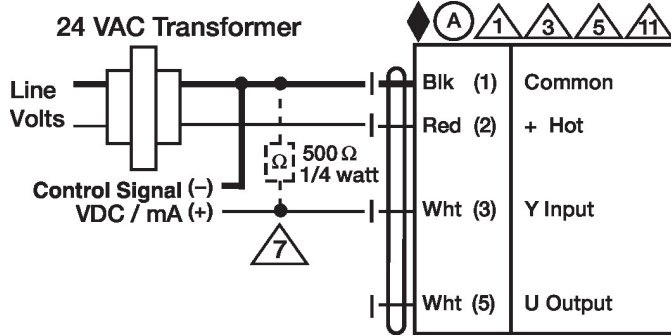 24 VAC Transformer
A 1 3 5 11
Line
Volts
Blk (1) Common
Red (2) + Hot
Ω 500 Ω
1/4 watt
Control Signal (–)
VDC / mA (+)
Wht (3) Y Input
7
Wht (5) U Output